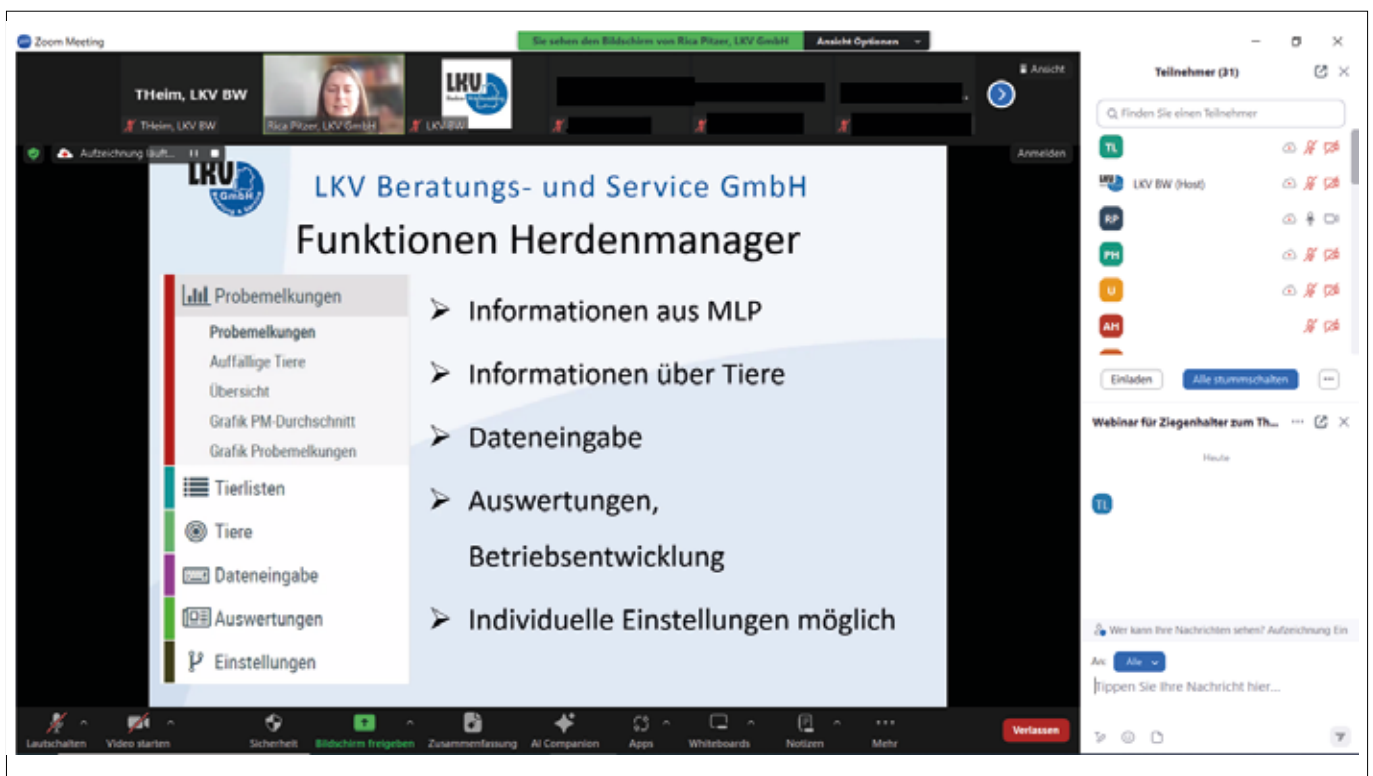 Zoom Meeting
Sie sehen den Bildschirm von Rica Pitzer, LKV GmbH
Ansicht Optionen
THeim, LKV BW
THeim, LKV BW
Rica Pitzer, LKV GmbH
LKV
LKV BW
Ansicht
Aufzeichnung läuft...
Anmelden
LKV
GmbH
LKV Beratungs- und Service GmbH
Funktionen Herdenmanager
Probemelkungen
Probemelkungen
Auffällige Tiere
Übersicht
Grafik PM-Durchschnitt
Grafik Probemelkungen
Tierlisten
Tiere
Dateneingabe
Auswertungen
Einstellungen
➢ Informationen aus MLP
➢ Informationen über Tiere
➢ Dateneingabe
➢ Auswertungen,
Betriebsentwicklung
➢ Individuelle Einstellungen möglich
Teilnehmer (31)
Finden Sie einen Teilnehmer
TL
LKV BW (Host)
RP
PH
U
AH
Einladen
Alle stummschalten
Webinar für Ziegenhalter zum Th...
Heute
TL
Wer kann Ihre Nachrichten sehen? Aufzeichnung Ein
An: Alle
Tippen Sie Ihre Nachricht hier...
Lautschalten
Video starten
Sicherheit
Bildschirm freigeben
Zusammenfassung
AI Companion
Apps
Whiteboards
Notizen
Mehr
Verlassen